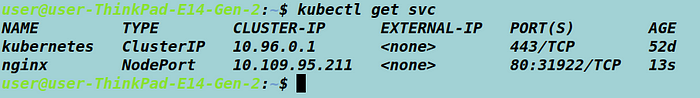 user@user-ThinkPad-E14-Gen-2:~$ kubectl get svc
NAME TYPE CLUSTER-IP EXTERNAL-IP PORT(S) AGE
kubernetes ClusterIP 10.96.0.1 <none> 443/TCP 52d
nginx NodePort 10.109.95.211 <none> 80:31922/TCP 13s
user@user-ThinkPad-E14-Gen-2:~$